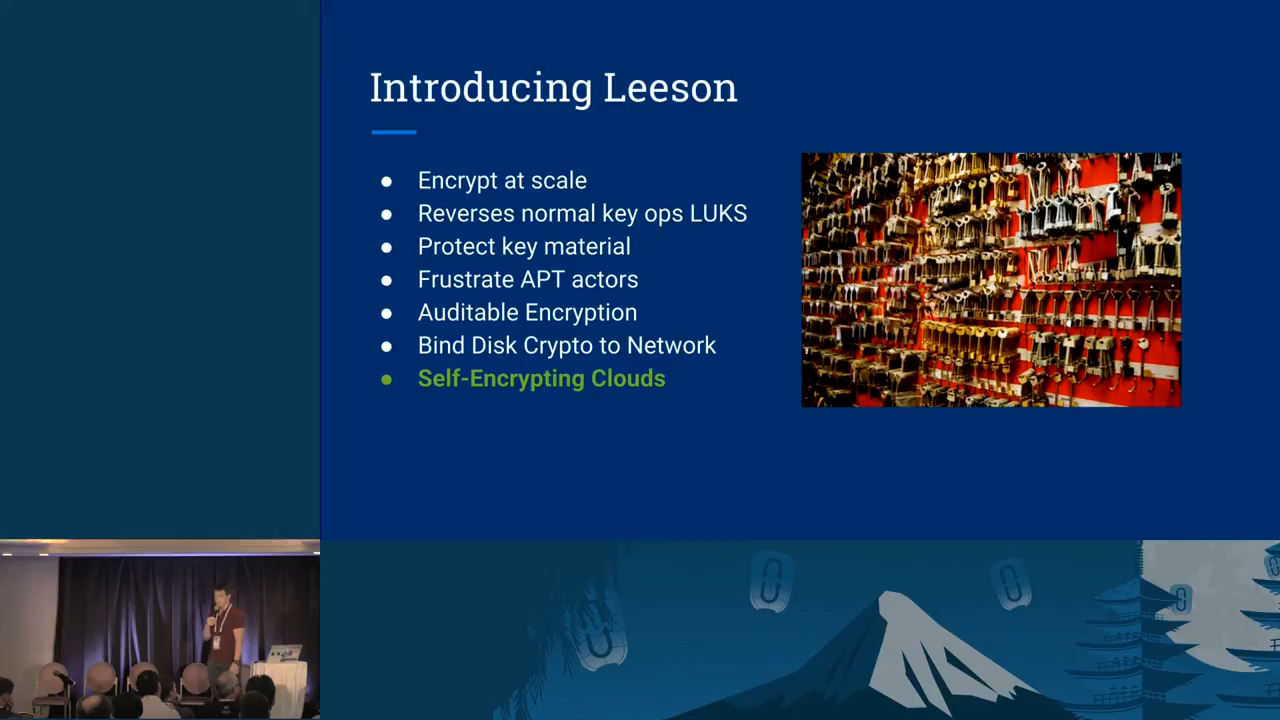 Introducing Leeson
● Encrypt at scale
● Reverses normal key ops LUKS
● Protect key material
● Frustrate APT actors
● Auditable Encryption
● Bind Disk Crypto to Network
● Self-Encrypting Clouds